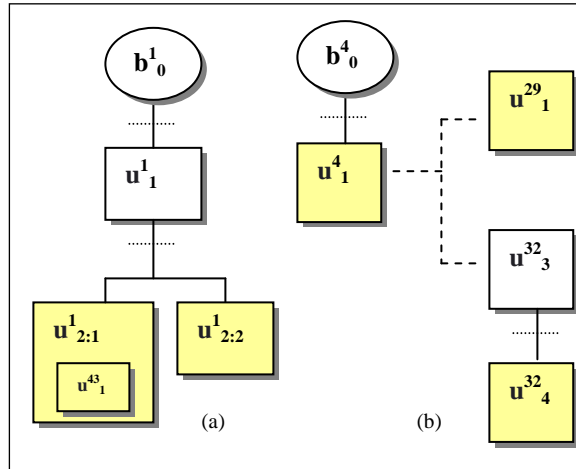 b¹₀
b⁴₀
u²⁹₁
u¹₁
u⁴₁
u³²₃
u¹₂:₁
u¹₂:₂
u⁴³₁
u³²₄
(a)
(b)